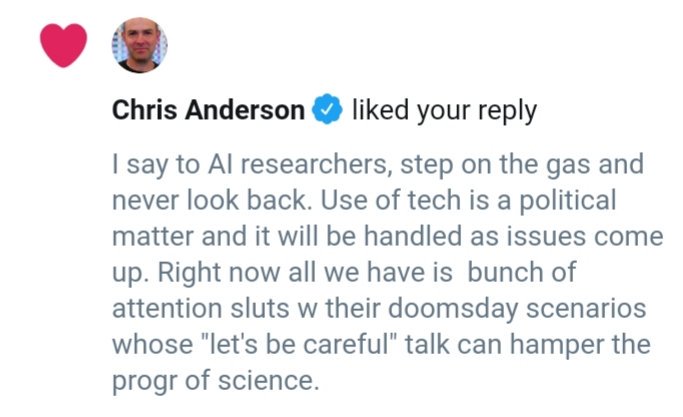 Chris Anderson liked your reply
I say to AI researchers, step on the gas and
never look back. Use of tech is a political
matter and it will be handled as issues come
up. Right now all we have is  bunch of
attention sluts w their doomsday scenarios
whose "let's be careful" talk can hamper the
progr of science.